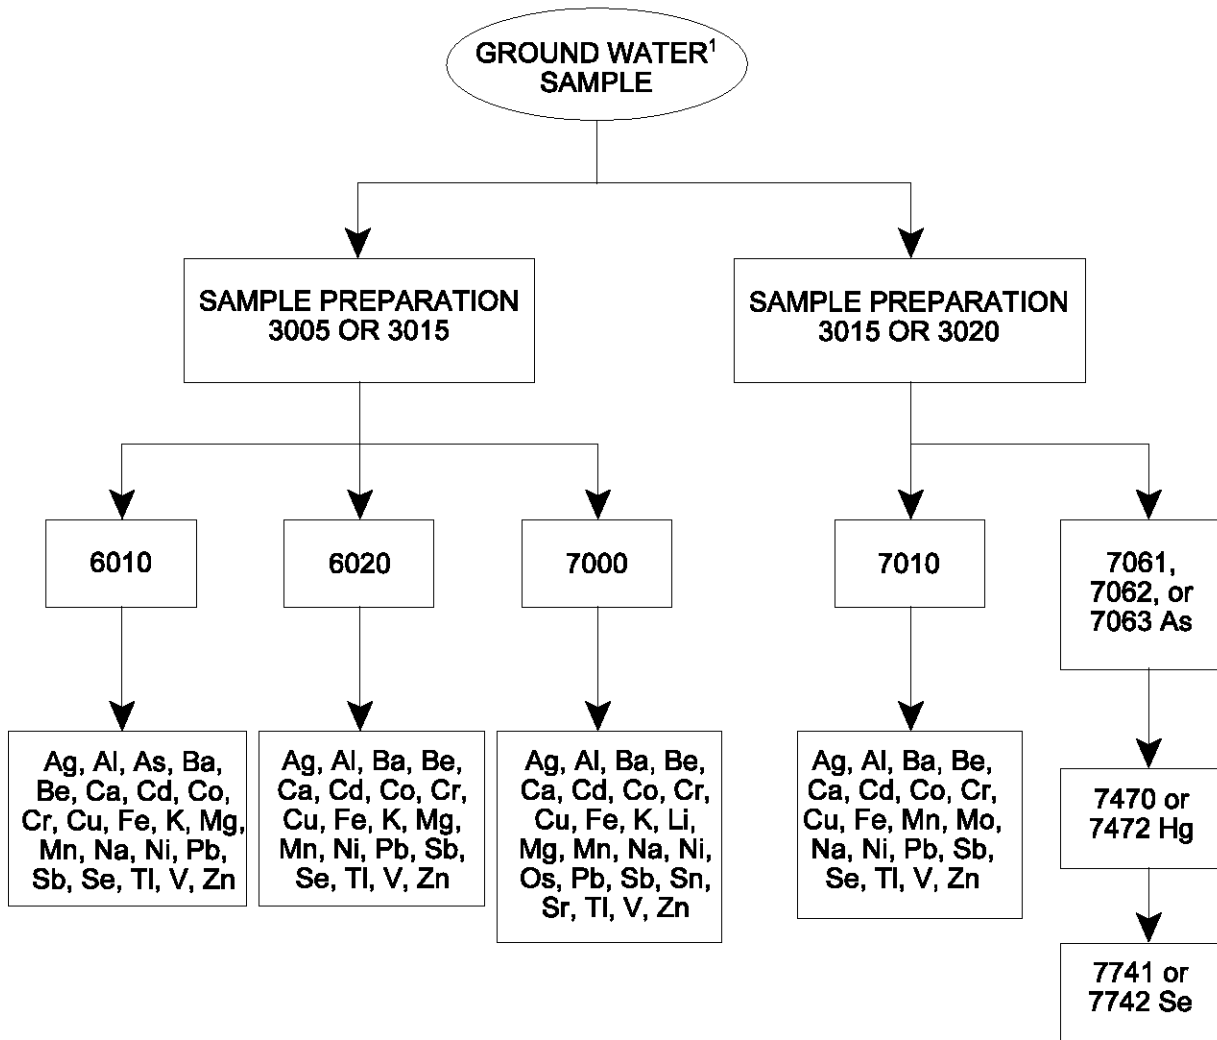 GROUND WATER¹
SAMPLE
SAMPLE PREPARATION
3005 OR 3015
SAMPLE PREPARATION
3015 OR 3020
6010
6020
7000
7010
7061,
7062, or
7063 As
Ag, Al, As, Ba,
Be, Ca, Cd, Co,
Cr, Cu, Fe, K, Mg,
Mn, Na, Ni, Pb,
Sb, Se, Tl, V, Zn
Ag, Al, Ba, Be,
Ca, Cd, Co, Cr,
Cu, Fe, K, Mg,
Mn, Ni, Pb, Sb,
Se, Tl, V, Zn
Ag, Al, Ba, Be,
Ca, Cd, Co, Cr,
Cu, Fe, K, Li,
Mg, Mn, Na, Ni,
Os, Pb, Sb, Sn,
Sr, Tl, V, Zn
Ag, Al, Ba, Be,
Ca, Cd, Co, Cr,
Cu, Fe, Mn, Mo,
Na, Ni, Pb, Sb,
Se, Tl, V, Zn
7470 or
7472 Hg
7741 or
7742 Se